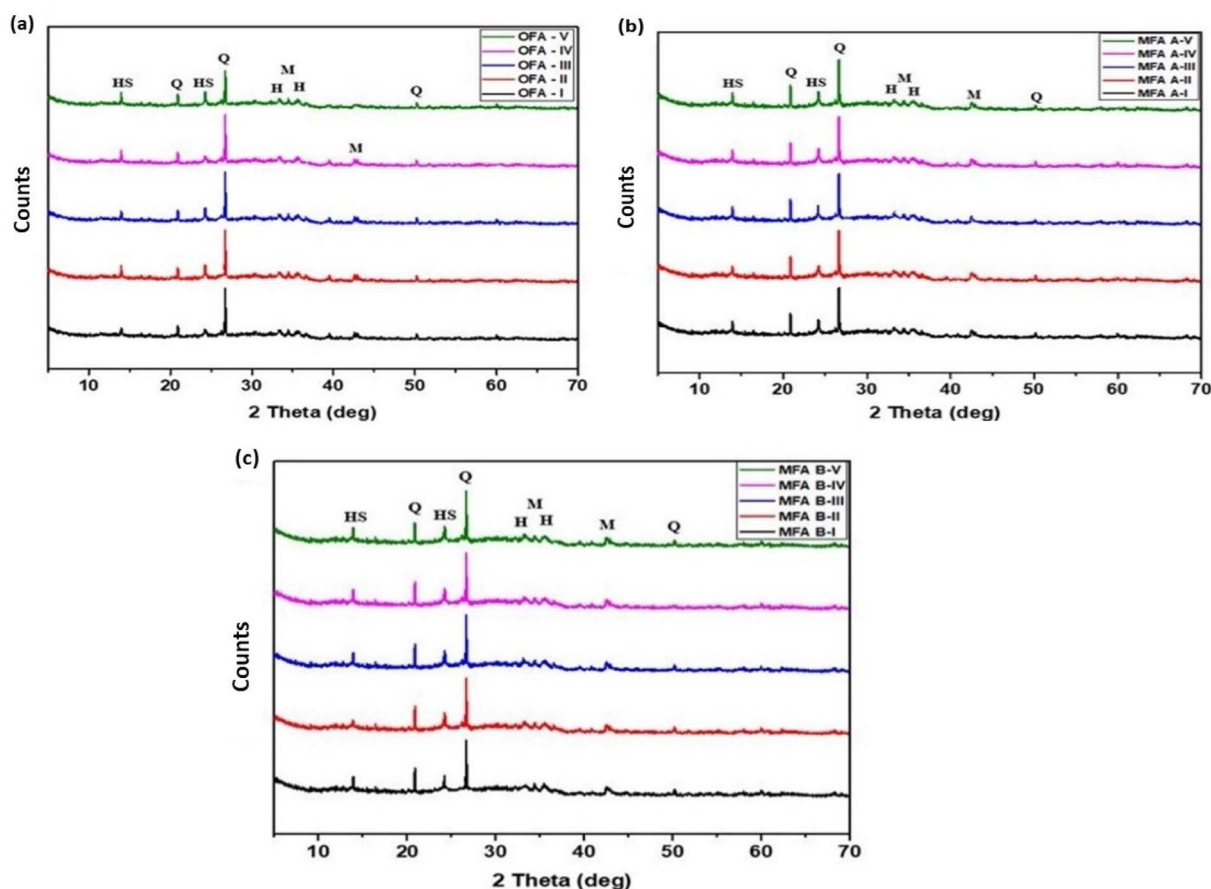 (a)
OFA - V
OFA - IV
OFA - III
OFA - II
OFA - I
HS
Q
HS
Q
H
M
H
Q
M
Counts
10 20 30 40 50 60 70
2 Theta (deg)
(b)
MFA A-V
MFA A-IV
MFA A-III
MFA A-II
MFA A-I
HS
Q
HS
Q
H
M
H
M
Q
Counts
10 20 30 40 50 60 70
2 Theta (deg)
(c)
MFA B-V
MFA B-IV
MFA B-III
MFA B-II
MFA B-I
HS
Q
HS
Q
H
M
H
M
Q
Counts
10 20 30 40 50 60 70
2 Theta (deg)